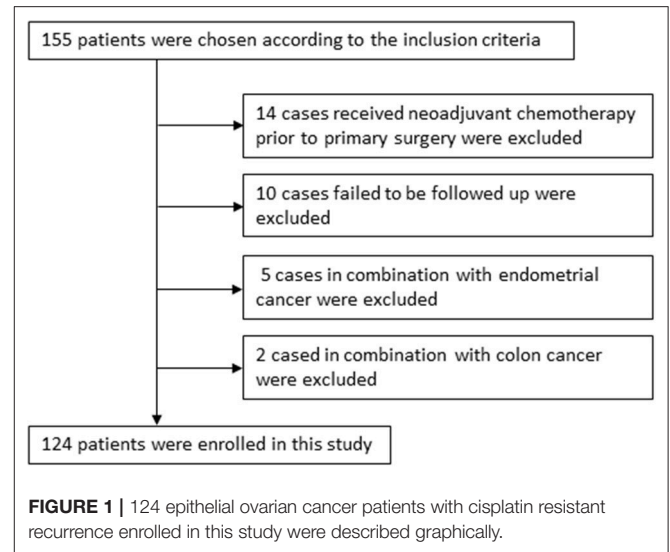 155 patients were chosen according to the inclusion criteria
14 cases received neoadjuvant chemotherapy
prior to primary surgery were excluded
10 cases failed to be followed up were
excluded
5 cases in combination with endometrial
cancer were excluded
2 cased in combination with colon cancer
were excluded
124 patients were enrolled in this study
FIGURE 1 | 124 epithelial ovarian cancer patients with cisplatin resistant
recurrence enrolled in this study were described graphically.